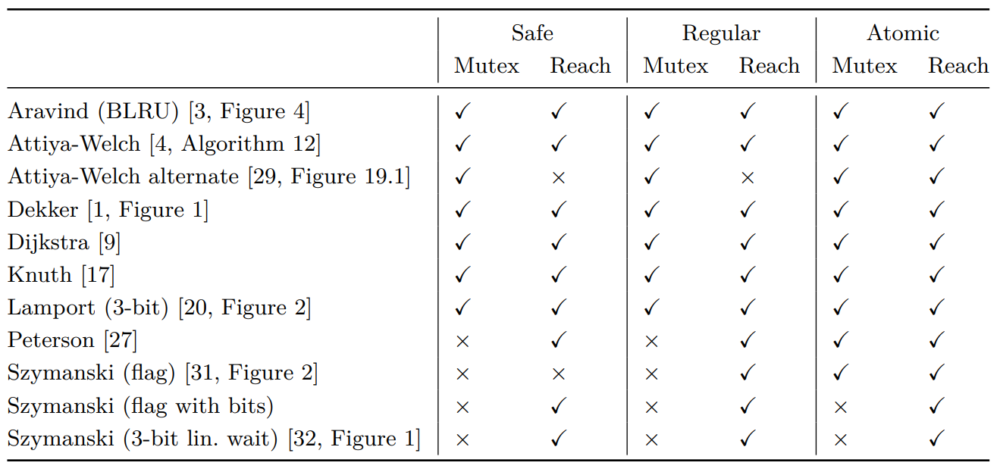 Safe Regular Atomic
Mutex Reach Mutex Reach Mutex Reach
Aravind (BLRU) [3, Figure 4] ✓ ✓ ✓ ✓ ✓ ✓
Attiya-Welch [4, Algorithm 12] ✓ ✓ ✓ ✓ ✓ ✓
Attiya-Welch alternate [29, Figure 19.1] ✓ × ✓ × ✓ ✓
Dekker [1, Figure 1] ✓ ✓ ✓ ✓ ✓ ✓
Dijkstra [9] ✓ ✓ ✓ ✓ ✓ ✓
Knuth [17] ✓ ✓ ✓ ✓ ✓ ✓
Lamport (3-bit) [20, Figure 2] ✓ ✓ ✓ ✓ ✓ ✓
Peterson [27] × ✓ × ✓ ✓ ✓
Szymanski (flag) [31, Figure 2] × × × ✓ ✓ ✓
Szymanski (flag with bits) × ✓ × ✓ × ✓
Szymanski (3-bit lin. wait) [32, Figure 1] × ✓ × ✓ × ✓